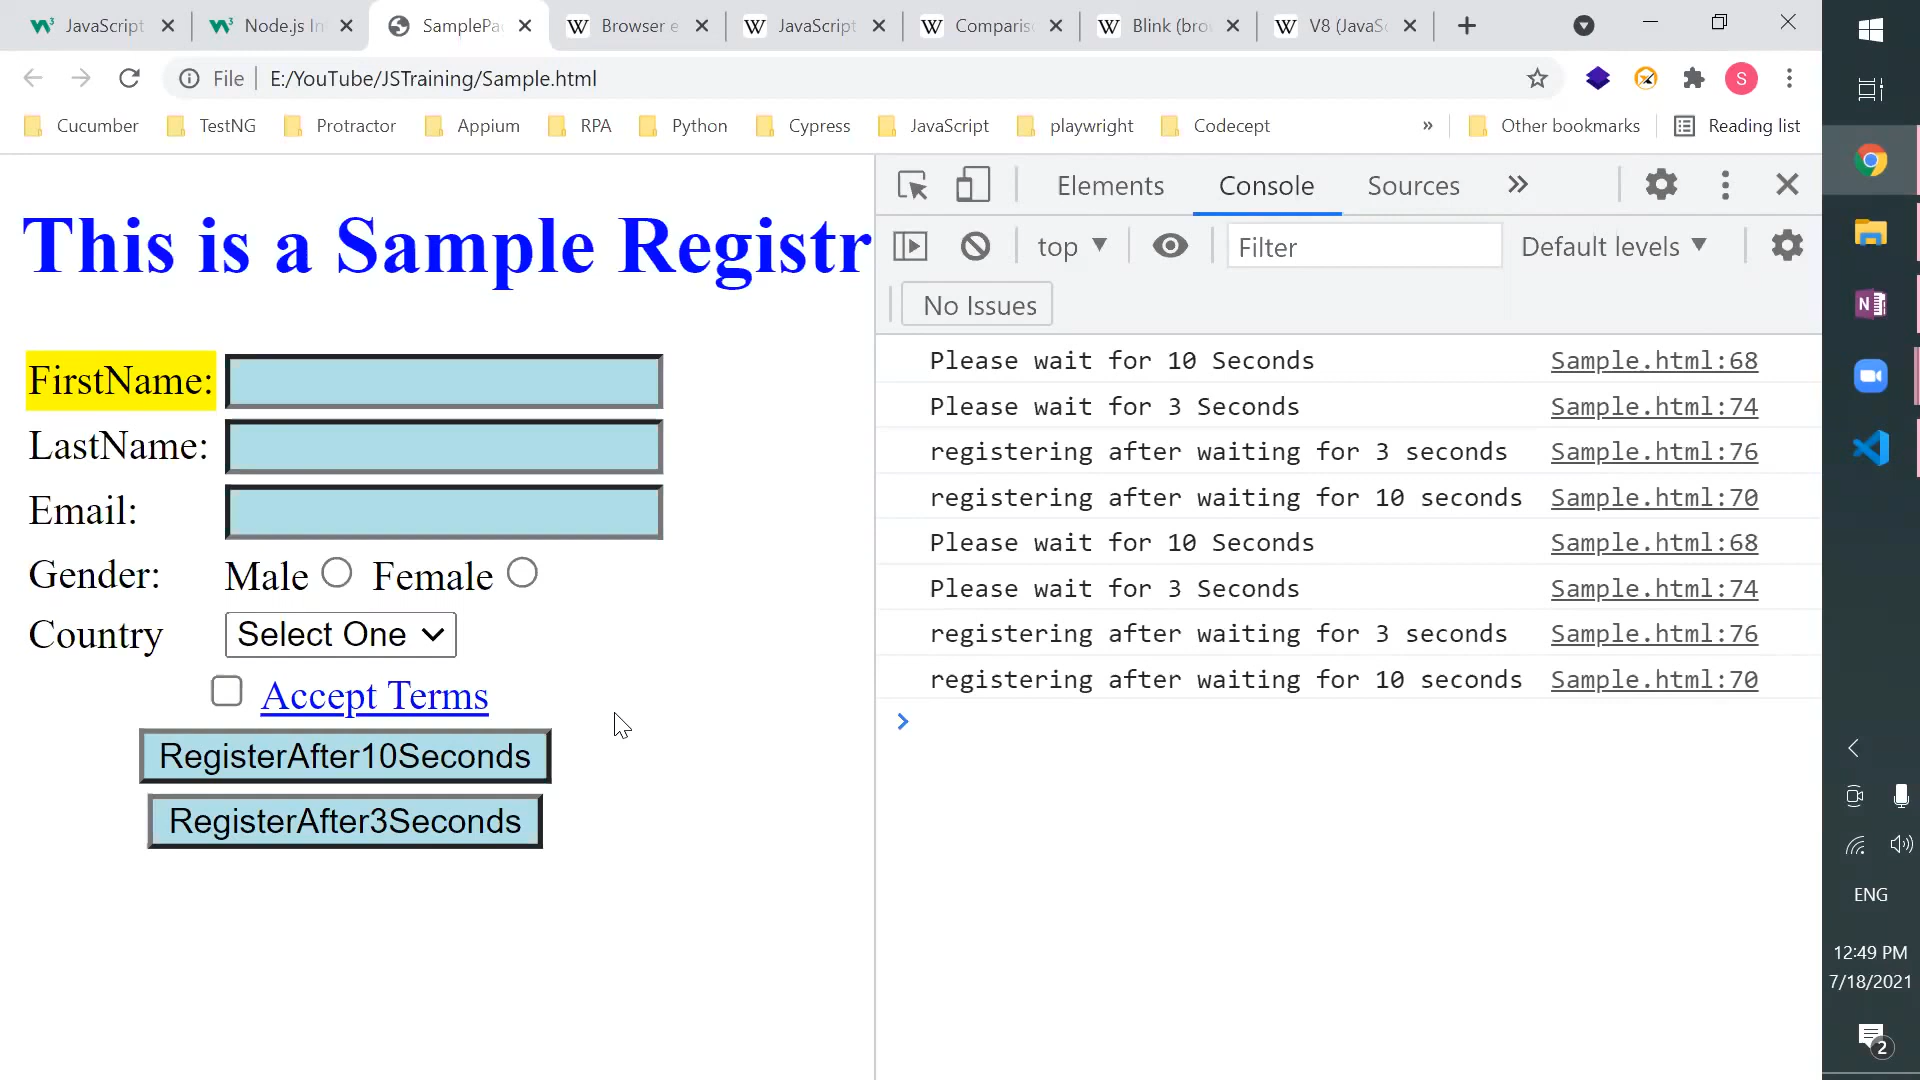 JavaScript
Node.js In
SamplePa
Browser e
JavaScript
Comparis
Blink (bro
V8 (JavaSc
File
E:/YouTube/JSTraining/Sample.html
S
Cucumber
TestNG
Protractor
Appium
RPA
Python
Cypress
JavaScript
playwright
Codecept
»
Other bookmarks
Reading list
This is a Sample Registr
FirstName:
LastName:
Email:
Gender: Male Female
Country Select One
Accept Terms
RegisterAfter10Seconds
RegisterAfter3Seconds
Elements Console Sources
top Filter Default levels
No Issues
Please wait for 10 Seconds Sample.html:68
Please wait for 3 Seconds Sample.html:74
registering after waiting for 3 seconds Sample.html:76
registering after waiting for 10 seconds Sample.html:70
Please wait for 10 Seconds Sample.html:68
Please wait for 3 Seconds Sample.html:74
registering after waiting for 3 seconds Sample.html:76
registering after waiting for 10 seconds Sample.html:70
N
ENG
12:49 PM
7/18/2021
2